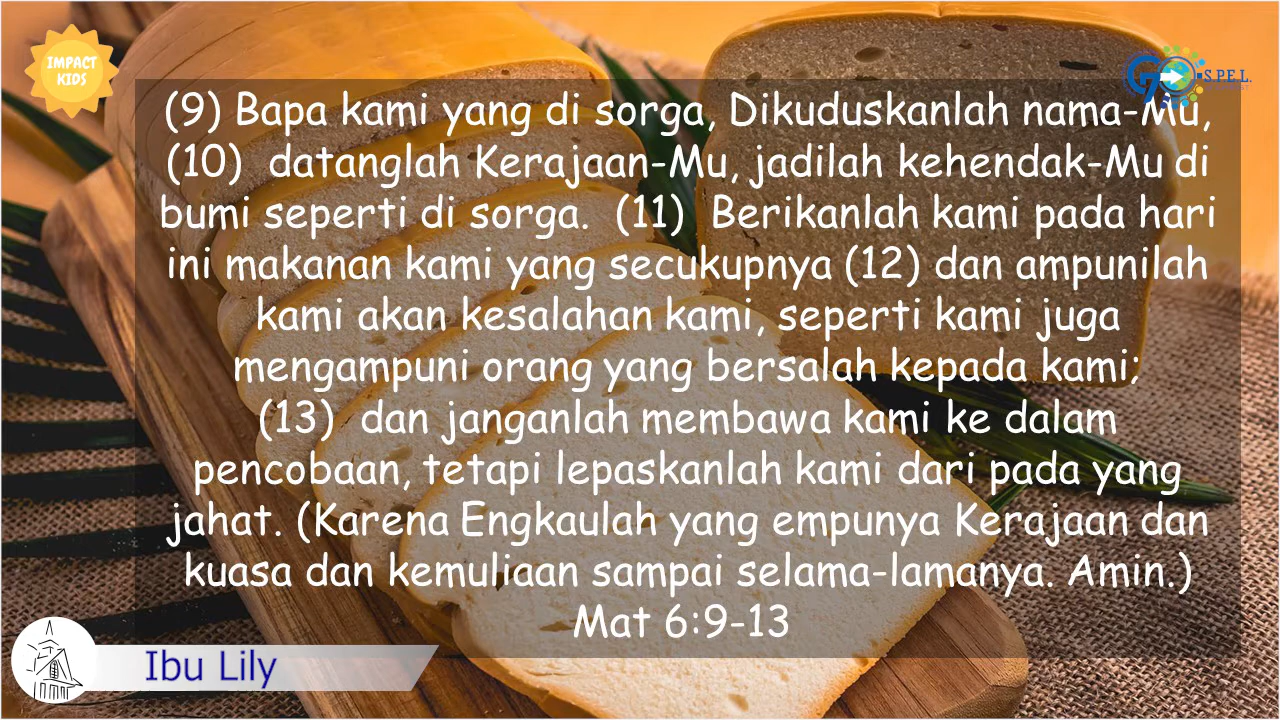 IMPACT
KIDS
GO SPEL.
(9) Bapa kami yang di sorga, Dikuduskanlah nama-Mu,
(10) datanglah Kerajaan-Mu, jadilah kehendak-Mu di
bumi seperti di sorga. (11) Berikanlah kami pada hari
ini makanan kami yang secukupnya (12) dan ampunilah
kami akan kesalahan kami, seperti kami juga
mengampuni orang yang bersalah kepada kami;
(13) dan janganlah membawa kami ke dalam
pencobaan, tetapi lepaskanlah kami dari pada yang
jahat. (Karena Engkaulah yang empunya Kerajaan dan
kuasa dan kemuliaan sampai selama-lamanya. Amin.)
Mat 6:9-13
Ibu Lily